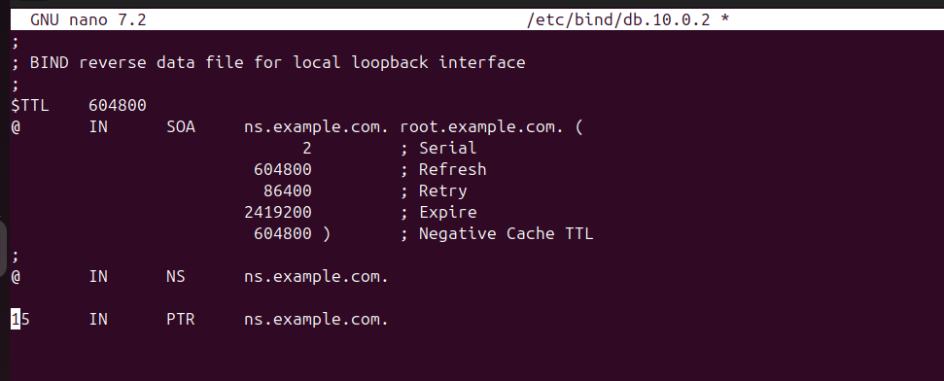 GNU nano 7.2 /etc/bind/db.10.0.2 *
;
; BIND reverse data file for local loopback interface
;
$TTL 604800
@ IN SOA ns.example.com. root.example.com. (
2 ; Serial
604800 ; Refresh
86400 ; Retry
2419200 ; Expire
604800 ) ; Negative Cache TTL
;
@ IN NS ns.example.com.
15 IN PTR ns.example.com.